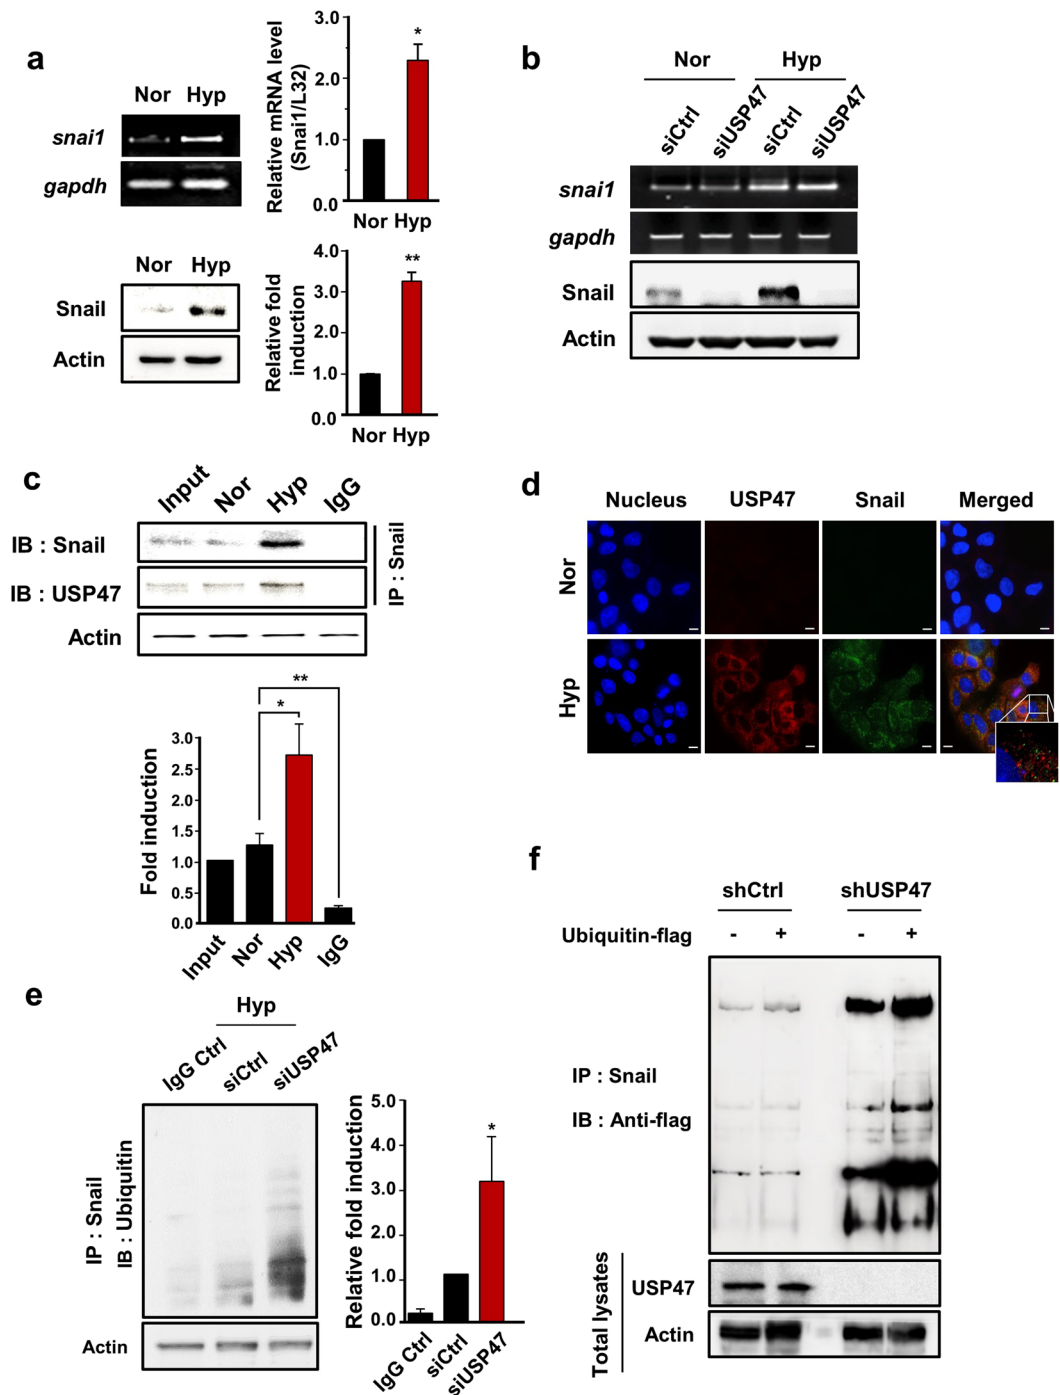 a
Nor Hyp
snai1
gapdh
Relative mRNA level
(Snai1/L32)
3.0
2.0
1.0
0.0
*
Nor Hyp
Nor Hyp
Snail
Actin
Relative fold
induction
4.0
3.0
2.0
1.0
0.0
**
Nor Hyp
b
Nor Hyp
siCtrl siUSP47 siCtrl siUSP47
snai1
gapdh
Snail
Actin
c
Input Nor Hyp IgG
IB : Snail
IB : USP47
Actin
IP : Snail
Fold induction
3.0
2.5
2.0
1.5
1.0
0.5
0.0
**
*
Input Nor Hyp IgG
d
Nucleus USP47 Snail Merged
Nor
Hyp
e
Hyp
IgG Ctrl siCtrl siUSP47
IP : Snail
IB : Ubiquitin
Actin
Relative fold induction
5.0
4.0
3.0
2.0
1.0
0.0
*
IgG Ctrl siCtrl siUSP47
f
shCtrl shUSP47
Ubiquitin-flag - + - +
IP : Snail
IB : Anti-flag
Total lysates
USP47
Actin